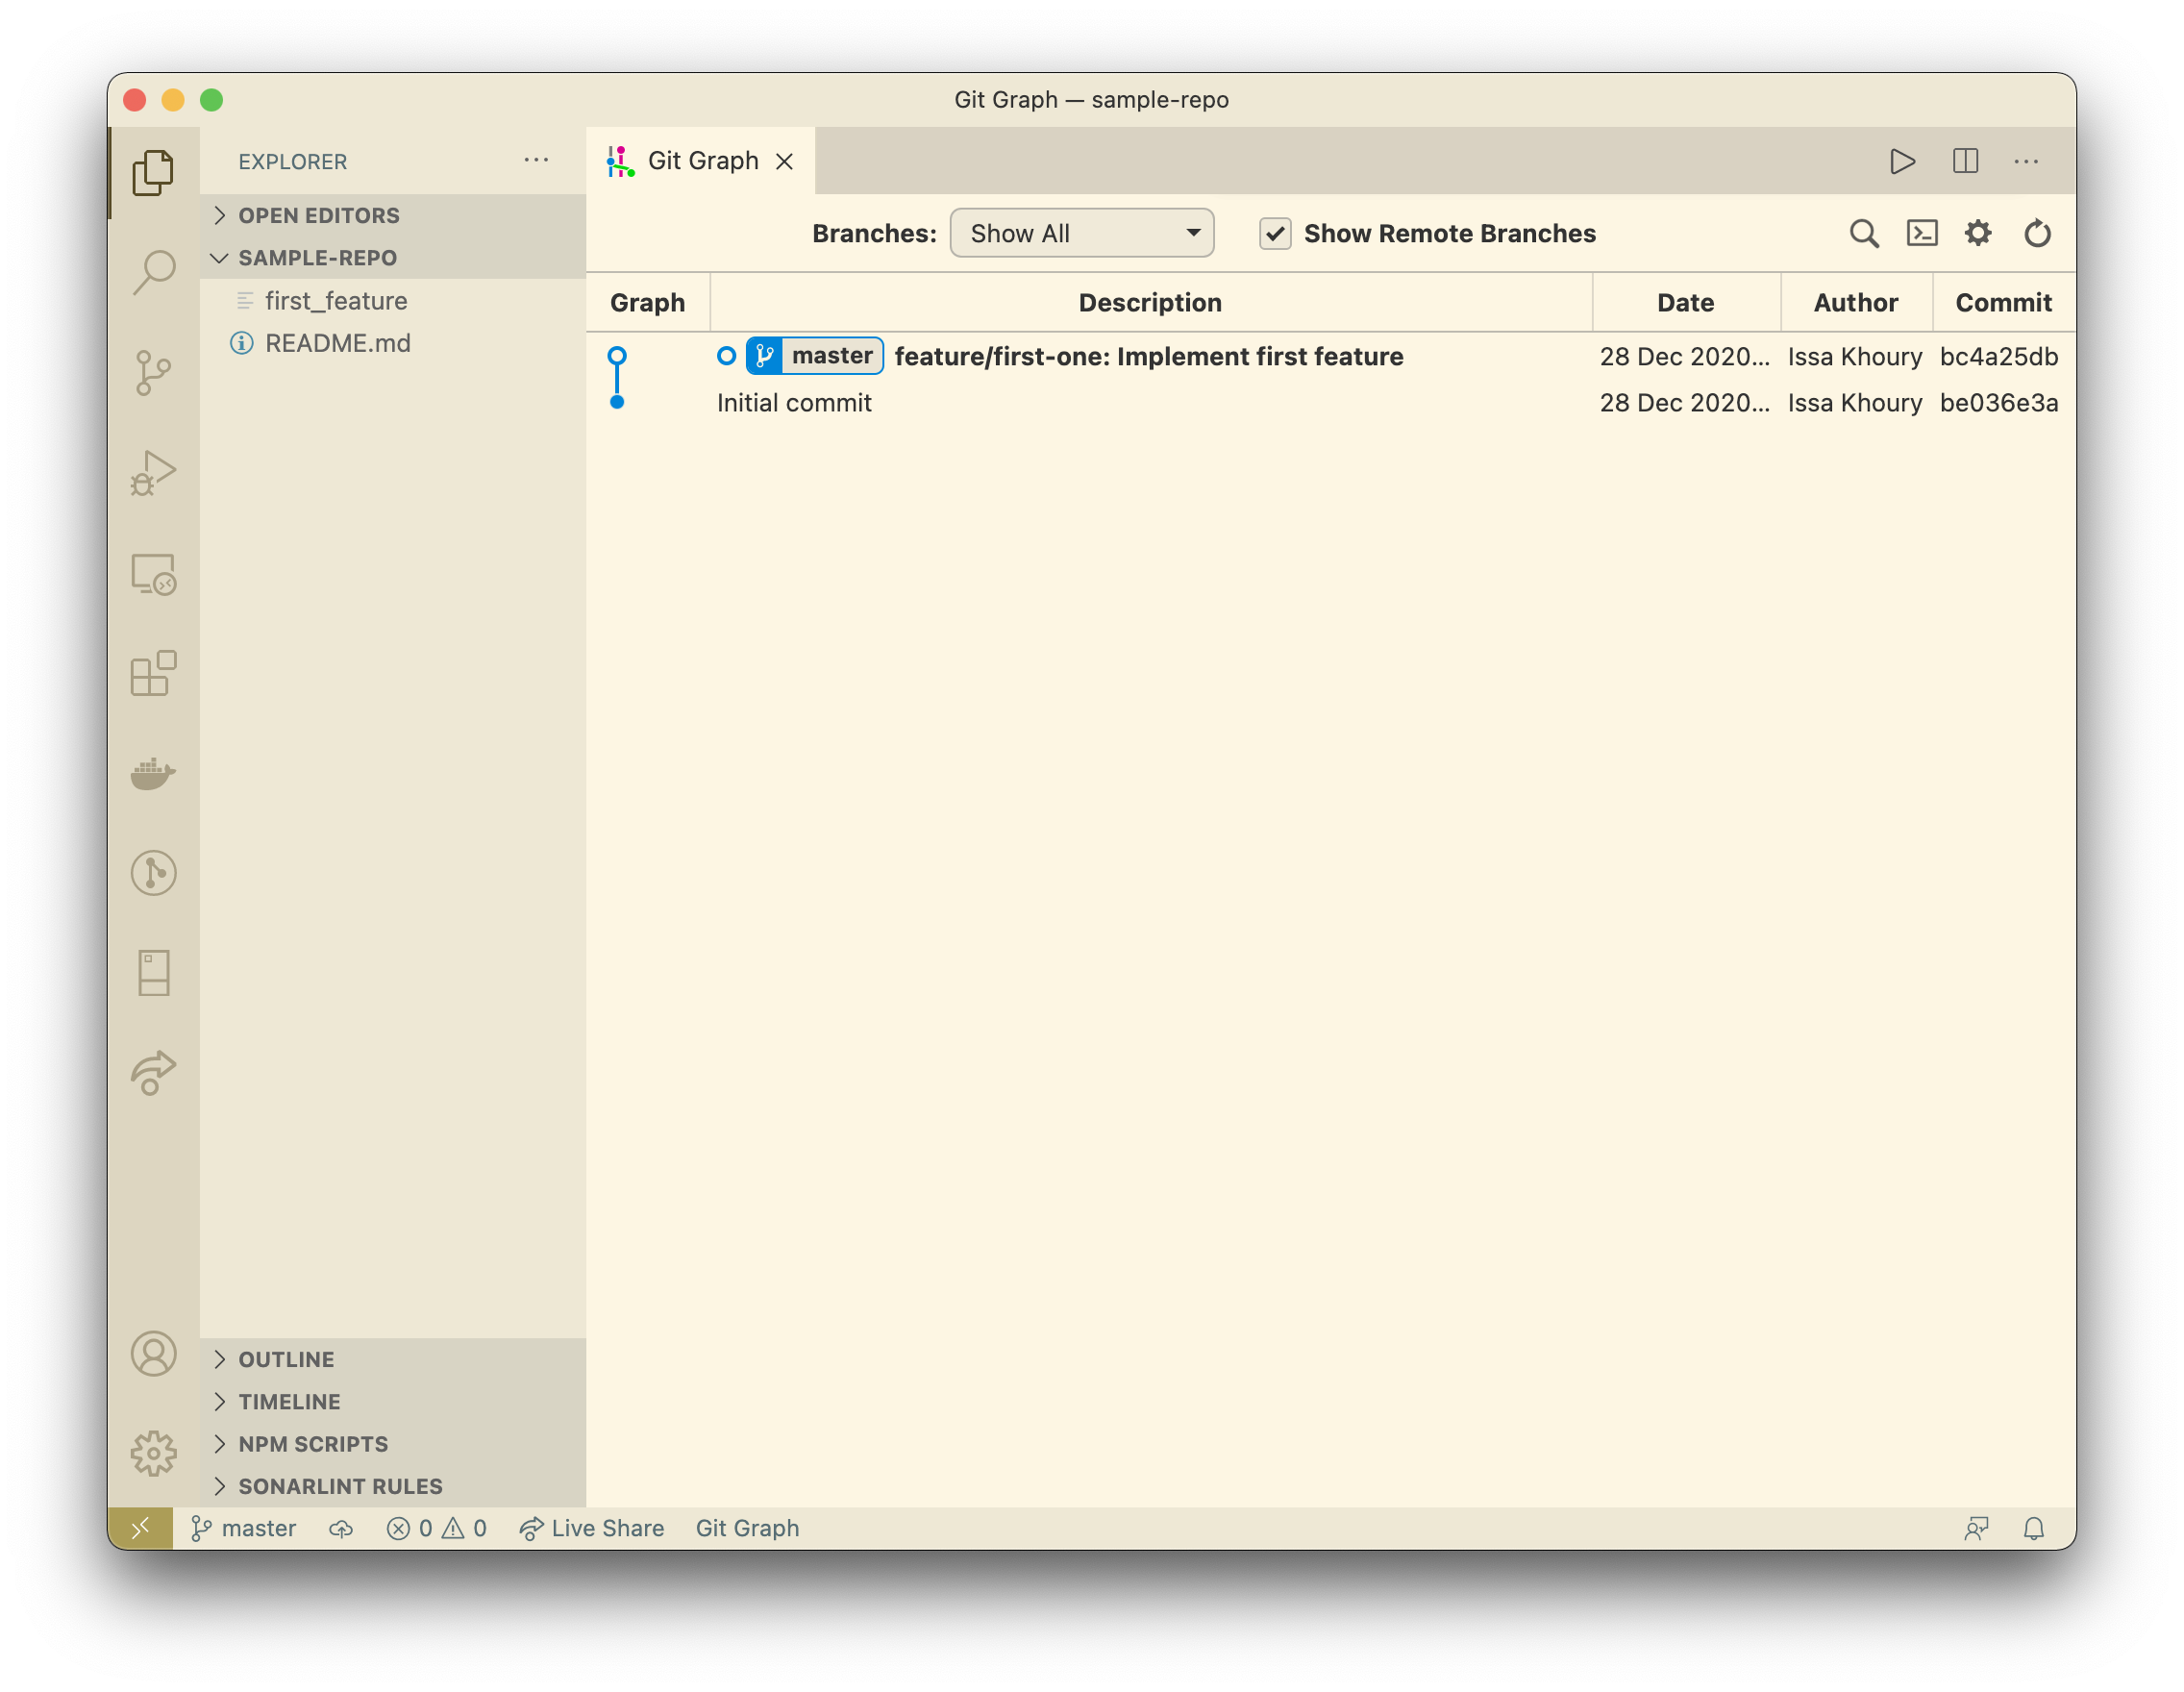 Git Graph — sample-repo
EXPLORER
Git Graph
OPEN EDITORS
SAMPLE-REPO
first_feature
README.md
Branches: Show All Show Remote Branches
Graph Description Date Author Commit
master feature/first-one: Implement first feature 28 Dec 2020... Issa Khoury bc4a25db
Initial commit 28 Dec 2020... Issa Khoury be036e3a
OUTLINE
TIMELINE
NPM SCRIPTS
SONARLINT RULES
master 0 0 Live Share Git Graph